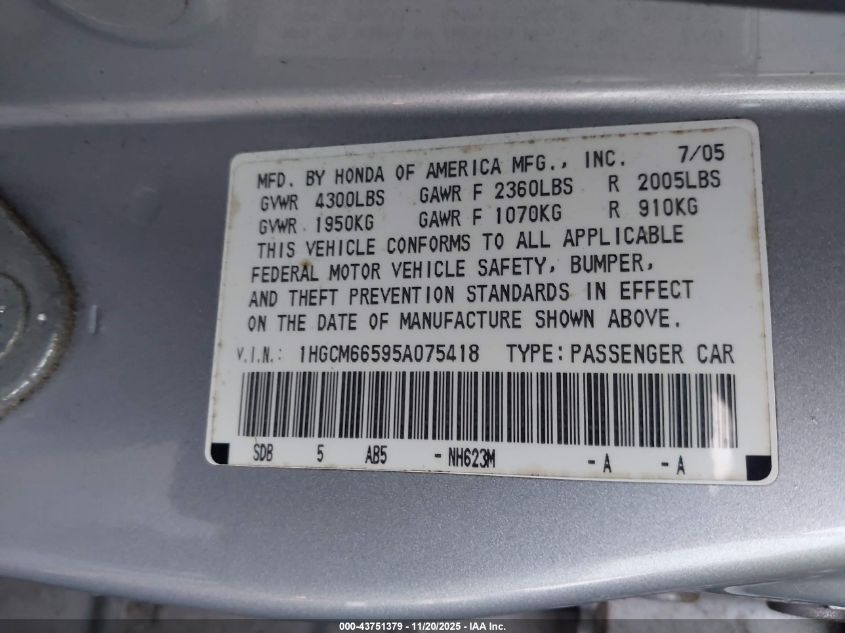 MFD. BY HONDA OF AMERICA MFG., INC. 7/05
GVWR 4300LBS GAWR F 2360LBS R 2005LBS
GVWR 1950KG GAWR F 1070KG R 910KG
THIS VEHICLE CONFORMS TO ALL APPLICABLE
FEDERAL MOTOR VEHICLE SAFETY, BUMPER,
AND THEFT PREVENTION STANDARDS IN EFFECT
ON THE DATE OF MANUFACTURE SHOWN ABOVE.
V.I.N.: 1HGCM66595A075418 TYPE: PASSENGER CAR
SDB 5 AB5 - NH623M - A - A
000-43751379 - 11/20/2025 - IAA Inc.